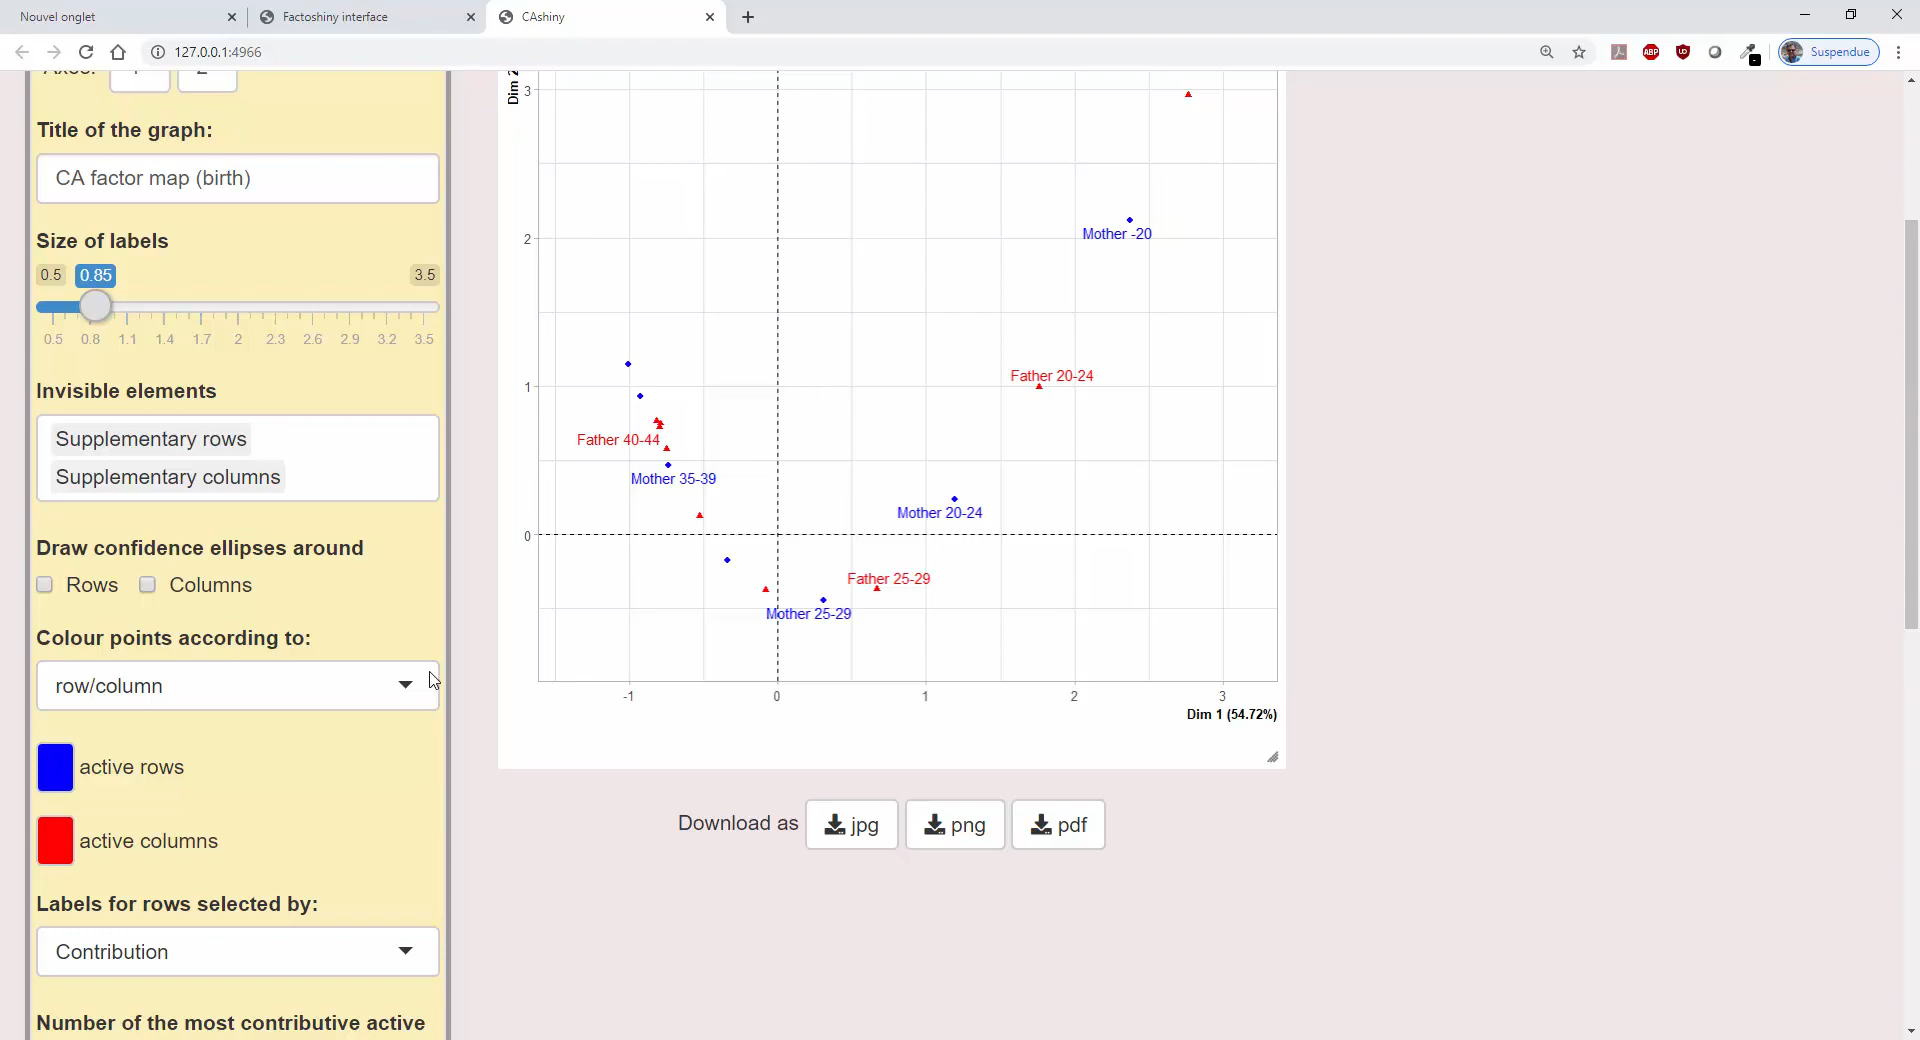 Nouvel onglet
Factoshiny interface
CAshiny
127.0.0.1:4966
ABP
Suspendue
Title of the graph:
CA factor map (birth)
Size of labels
0.5 0.85 3.5
0.5 0.8 1.1 1.4 1.7 2 2.3 2.6 2.9 3.2 3.5
Invisible elements
Supplementary rows
Supplementary columns
Draw confidence ellipses around
Rows Columns
Colour points according to:
row/column
active rows
active columns
Labels for rows selected by:
Contribution
Number of the most contributive active
3
2
1
0
Mother -20
Father 20-24
Father 40-44
Mother 35-39
Mother 20-24
Father 25-29
Mother 25-29
-1 0 1 2 3
Dim 1 (54.72%)
Download as jpg png pdf